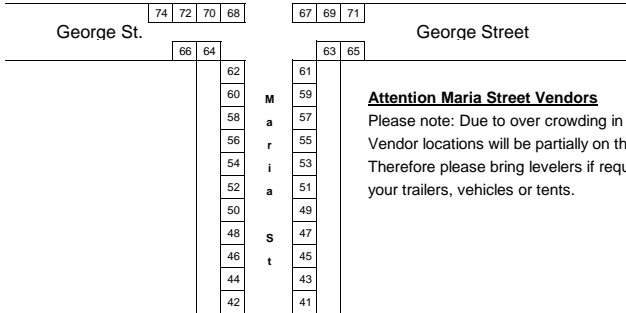 74 72 70 68 67 69 71
George St. George Street
66 64 63 65
62 61
60 M 59 Attention Maria Street Vendors
58 a 57 Please note: Due to over crowding in
56 r 55 Vendor locations will be partially on th
54 i 53 Therefore please bring levelers if requ
52 a 51 your trailers, vehicles or tents.
50 49
48 S 47
46 t 45
44 43
42 41